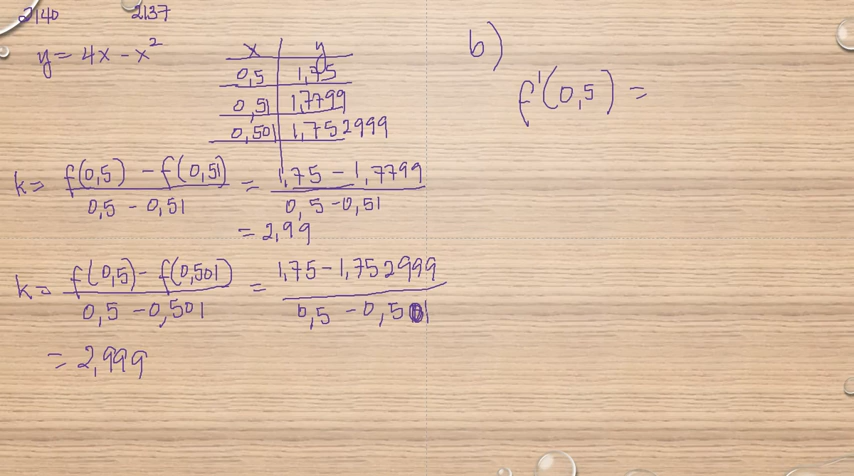 2140 2137
y = 4x - x²
x | y
0,5 | 1,75
0,51 | 1,7799
0,501 | 1,752999
k = f(0,5) - f(0,51) / 0,5 - 0,51 = 1,75 - 1,7799 / 0,5 - 0,51
= 2,99
k = f(0,5) - f(0,501) / 0,5 - 0,501 = 1,75 - 1,752999 / 0,5 - 0,501
= 2,999
b)
f'(0,5) =